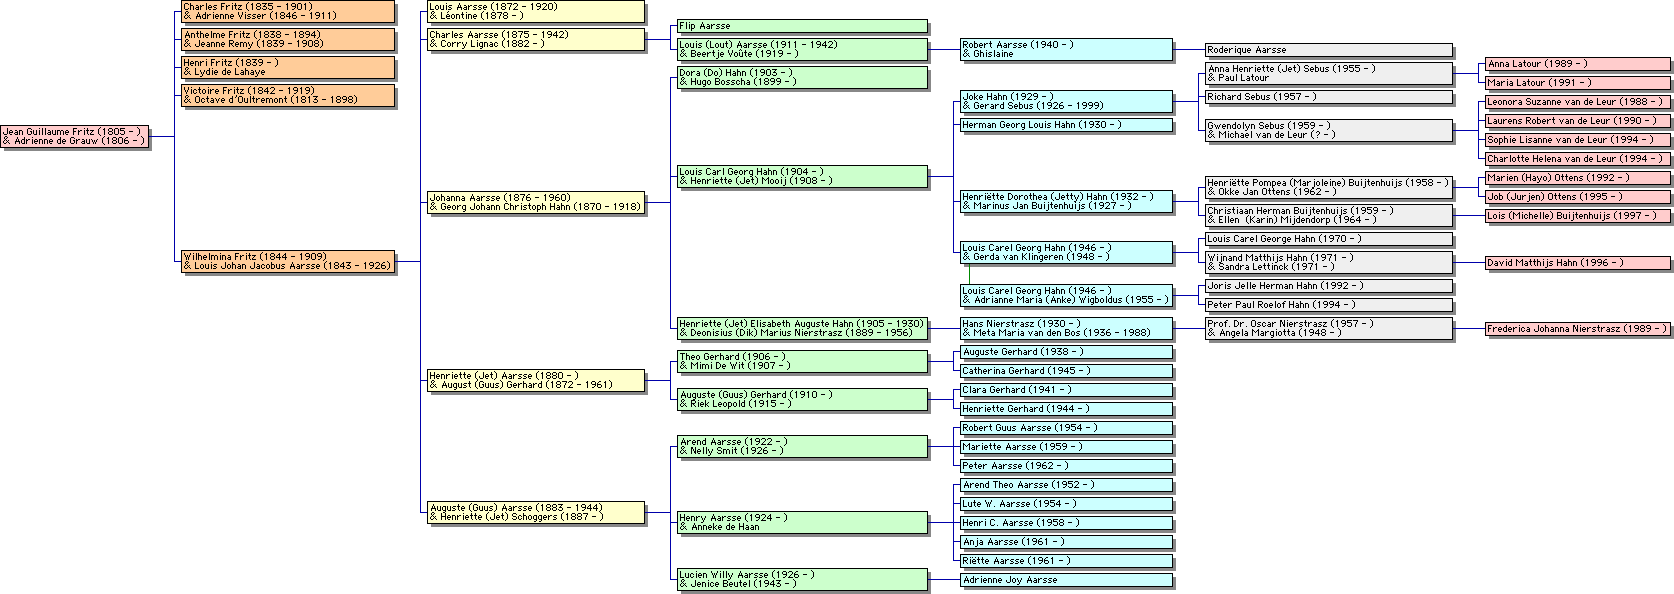 Jean Guillaume Fritz (1805 - )
& Adrienne de Grauw (1806 - )
Charles Fritz (1835 - 1901)
& Adrienne Visser (1846 - 1911)
Anthelme Fritz (1838 - 1894)
& Jeanne Remy (1839 - 1908)
Henri Fritz (1839 - )
& Lydie de Lahaye
Victoire Fritz (1842 - 1919)
& Octave d'Oultremont (1813 - 1898)
Wilhelmina Fritz (1844 - 1909)
& Louis Johan Jacobus Aarsse (1843 - 1926)
Louis Aarsse (1872 - 1920)
& Léontine (1878 - )
Charles Aarsse (1875 - 1942)
& Corry Lignac (1882 - )
Johanna Aarsse (1876 - 1960)
& Georg Johann Christoph Hahn (1870 - 1918)
Henriette (Jet) Aarsse (1880 - )
& August (Guus) Gerhard (1872 - 1961)
Auguste (Guus) Aarsse (1883 - 1944)
& Henriette (Jet) Schoggers (1887 - )
Flip Aarsse
Louis (Lout) Aarsse (1911 - 1942)
& Beertje Voûte (1919 - )
Dora (Do) Hahn (1903 - )
& Hugo Bosscha (1899 - )
Louis Carl Georg Hahn (1904 - )
& Henriette (Jet) Mooij (1908 - )
Henriette (Jet) Elisabeth Auguste Hahn (1905 - 1930)
& Deonisius (Dik) Marius Nierstrasz (1889 - 1956)
Theo Gerhard (1906 - )
& Mimi De Wit (1907 - )
Auguste (Guus) Gerhard (1910 - )
& Riek Leopold (1915 - )
Arend Aarsse (1922 - )
& Nelly Smit (1926 - )
Henry Aarsse (1924 - )
& Anneke de Haan
Lucien Willy Aarsse (1926 - )
& Jenice Beutel (1943 - )
Robert Aarsse (1940 - )
& Ghislaine
Joke Hahn (1929 - )
& Gerard Sebus (1926 - 1999)
Herman Georg Louis Hahn (1930 - )
Henriëtte Dorothea (Jetty) Hahn (1932 - )
& Marinus Jan Buijtenhuijs (1927 - )
Louis Carel Georg Hahn (1946 - )
& Gerda van Klingeren (1948 - )
Louis Carel Georg Hahn (1946 - )
& Adrianne Maria (Anke) Wigboldus (1955 - )
Hans Nierstrasz (1930 - )
& Meta Maria van den Bos (1936 - 1988)
Auguste Gerhard (1938 - )
Catherina Gerhard (1945 - )
Clara Gerhard (1941 - )
Henriette Gerhard (1944 - )
Robert Guus Aarsse (1954 - )
Mariette Aarsse (1959 - )
Peter Aarsse (1962 - )
Arend Theo Aarsse (1952 - )
Lute W. Aarsse (1954 - )
Henri C. Aarsse (1958 - )
Anja Aarsse (1961 - )
Riëtte Aarsse (1961 - )
Adrienne Joy Aarsse
Roderique Aarsse
Anna Henriette (Jet) Sebus (1955 - )
& Paul Latour
Richard Sebus (1957 - )
Gwendolyn Sebus (1959 - )
& Michael van de Leur (? - )
Henriëtte Pompea (Marjoleine) Buijtenhuijs (1958 - )
& Okke Jan Ottens (1962 - )
Christiaan Herman Buijtenhuijs (1959 - )
& Ellen (Karin) Mijdendorp (1964 - )
Louis Carel George Hahn (1970 - )
Wijnand Matthijs Hahn (1971 - )
& Sandra Lettinck (1971 - )
Joris Jelle Herman Hahn (1992 - )
Peter Paul Roelof Hahn (1994 - )
Prof. Dr. Oscar Nierstrasz (1957 - )
& Angela Margiotta (1948 - )
Anna Latour (1989 - )
Maria Latour (1991 - )
Leonora Suzanne van de Leur (1988 - )
Laurens Robert van de Leur (1990 - )
Sophie Lisanne van de Leur (1994 - )
Charlotte Helena van de Leur (1994 - )
Marien (Hayo) Ottens (1992 - )
Job (Jurjen) Ottens (1995 - )
Lois (Michelle) Buijtenhuijs (1997 - )
David Matthijs Hahn (1996 - )
Frederica Johanna Nierstrasz (1989 - )